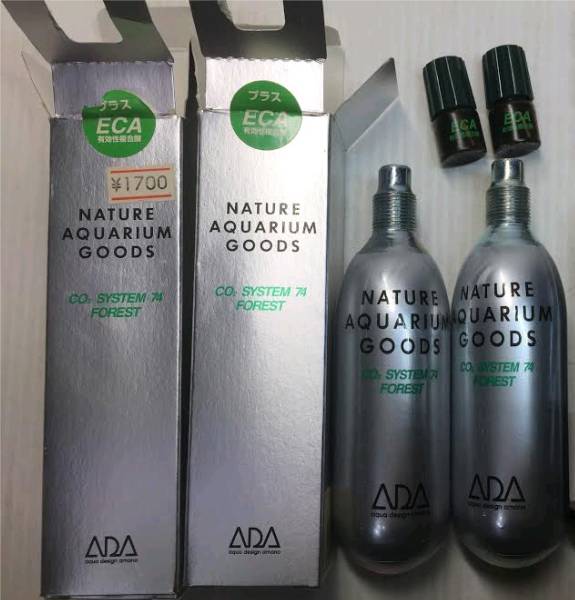 プラス
ECA
有効性複合酸
¥1700
NATURE
AQUARIUM
GOODS
CO₂ SYSTEM 74
FOREST
ADA
aqua design amano
プラス
ECA
有効性複合酸
NATURE
AQUARIUM
GOODS
CO₂ SYSTEM 74
FOREST
ADA
aqua design amano
NATURE
AQUARIUM
GOODS
CO₂ SYSTEM 74
FOREST
ADA
aqua design amano
NATURE
AQUARIUM
GOODS
CO₂ SYSTEM 74
FOREST
ADA
aqua design amano
ECA
ECA